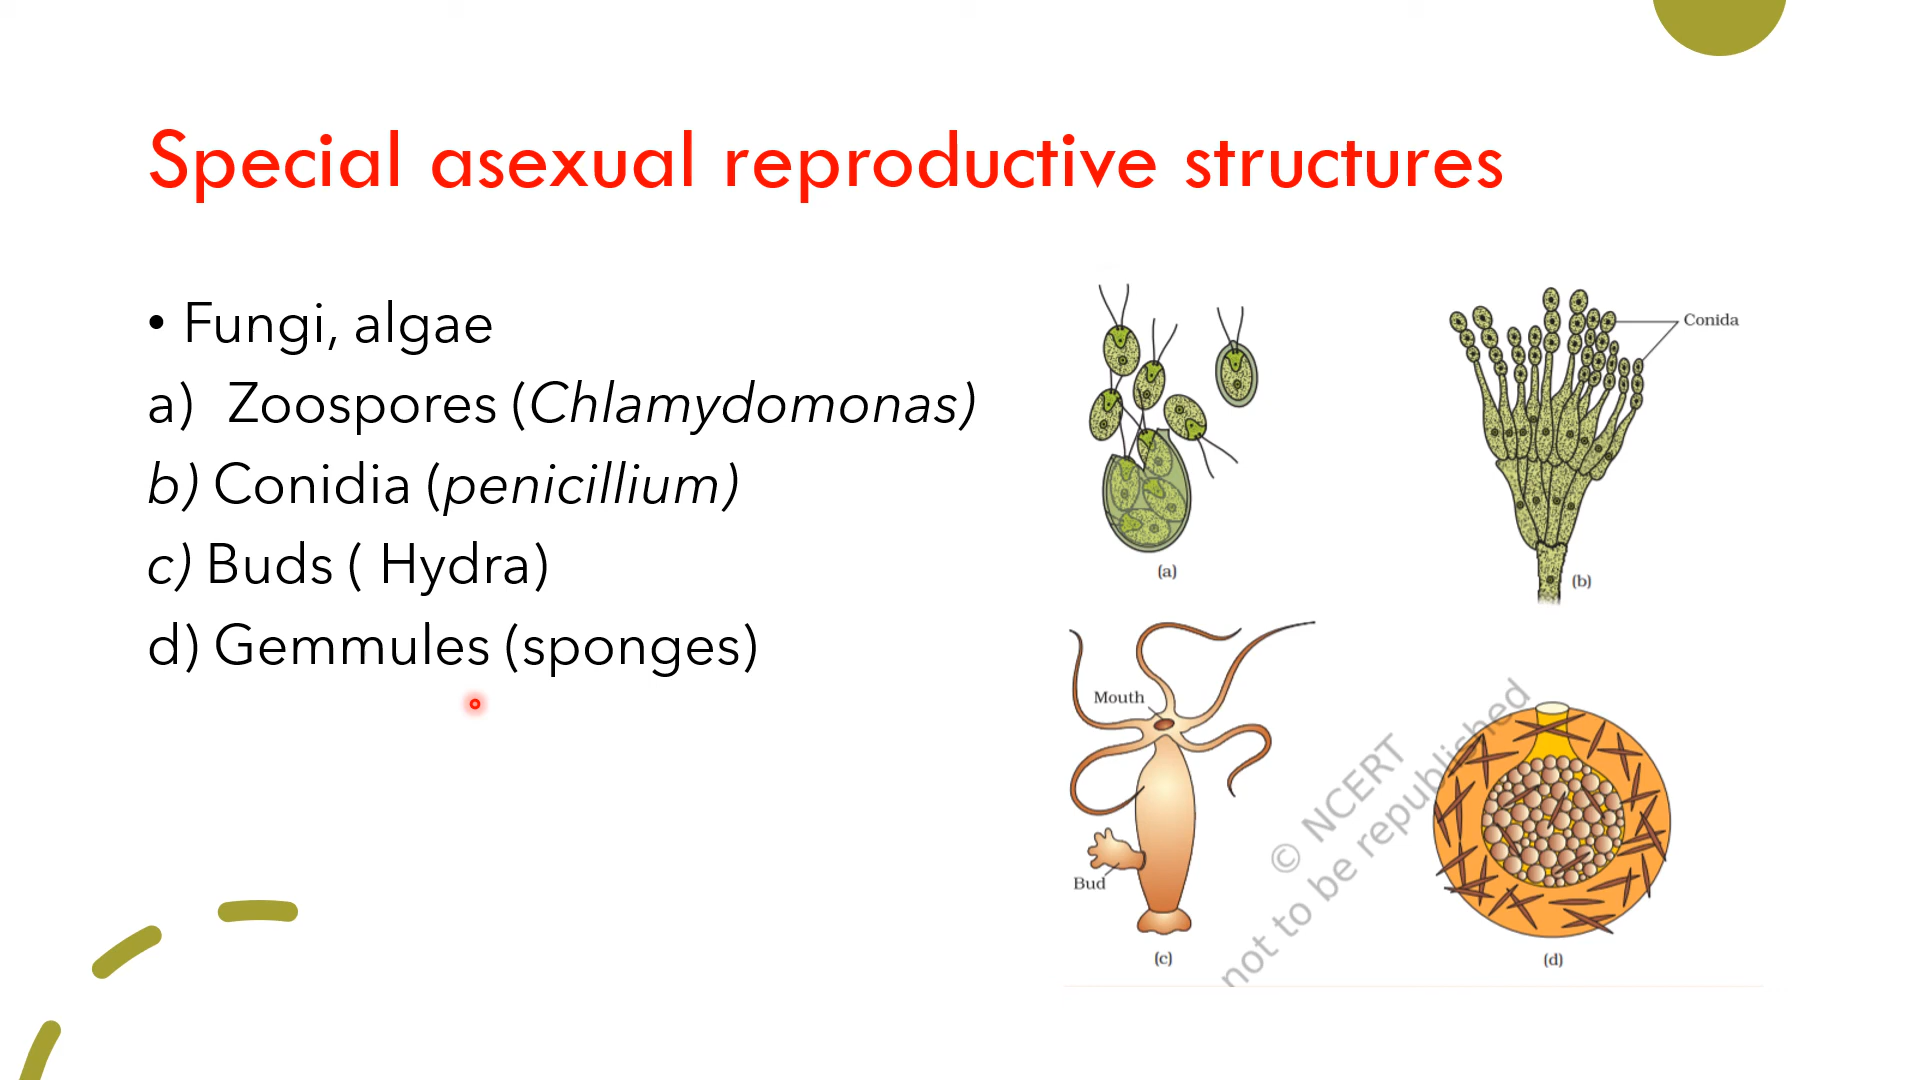 Special asexual reproductive structures
• Fungi, algae
a) Zoospores (Chlamydomonas)
b) Conidia (penicillium)
c) Buds ( Hydra)
d) Gemmules (sponges)
(a)
Conida
(b)
Mouth
Bud
(c)
(d)
© NCERT
not to be republished